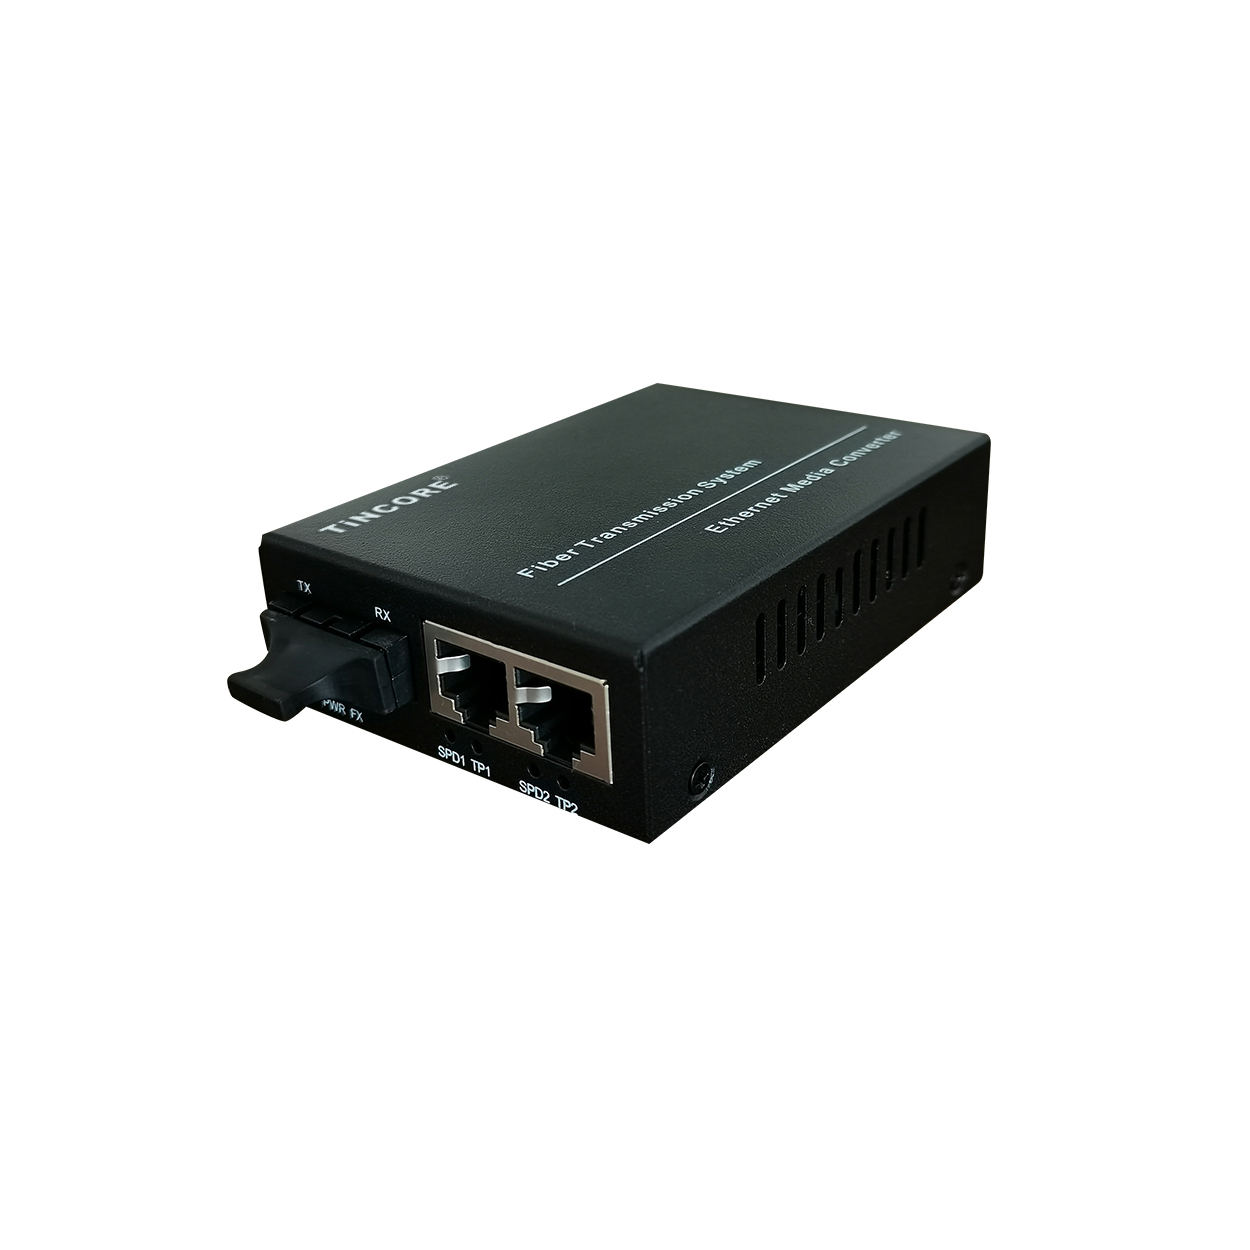 TiNCORE®
Fiber Transmission System
Ethernet Media Converter
TX
RX
PWR FX
SPD1 TP1
SPD2 TP2